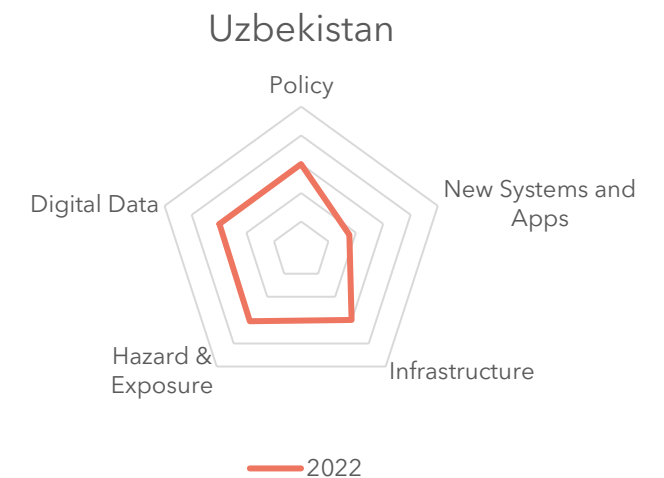 Uzbekistan
Policy
Digital Data
New Systems and
Apps
Hazard &
Exposure
Infrastructure
2022